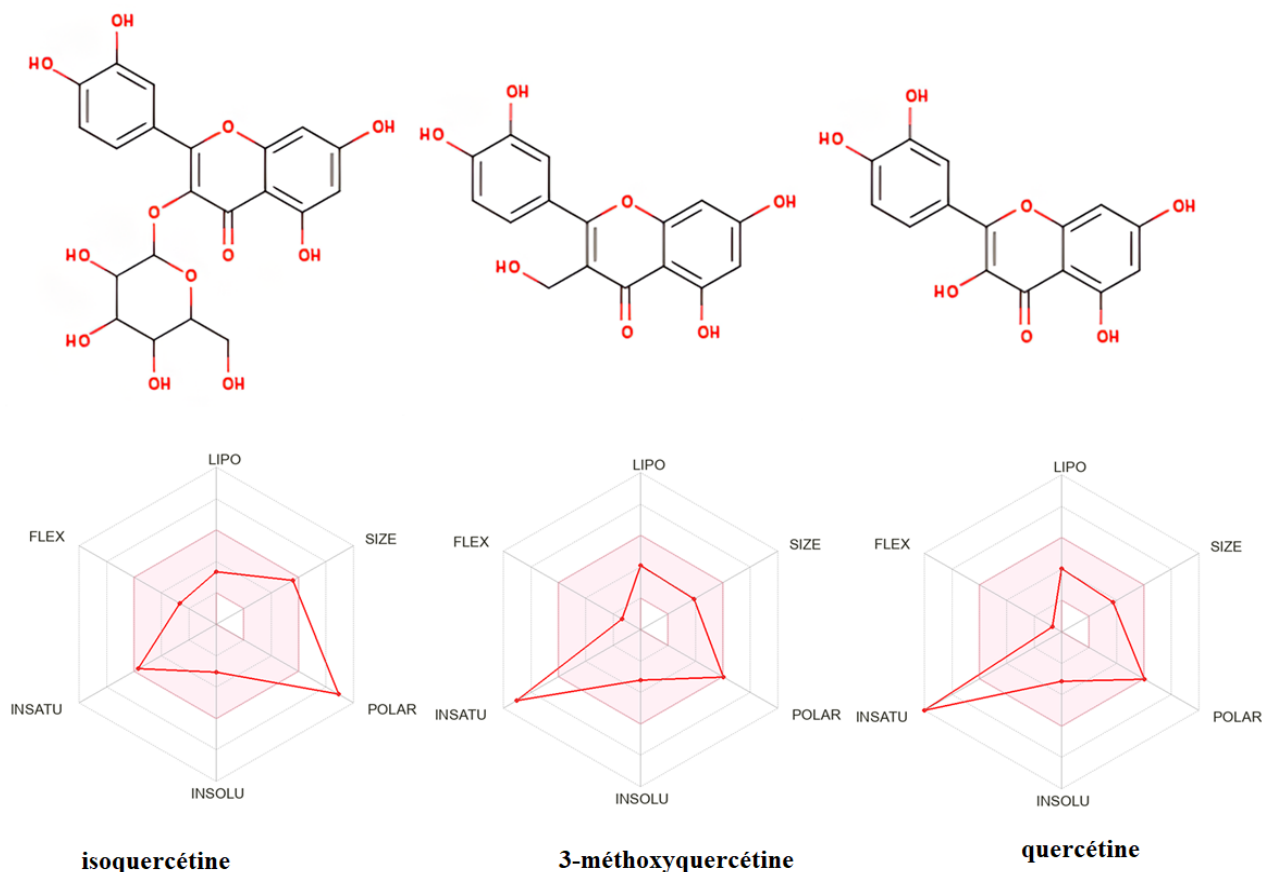 OH
HO
O
OH
O
O
OH
HO
O
HO
OH
OH
OH
HO
O
OH
HO
O
OH
OH
HO
O
OH
HO
O
OH
LIPO
FLEX
SIZE
INSATU
POLAR
INSOLU
LIPO
FLEX
SIZE
INSATU
POLAR
INSOLU
LIPO
FLEX
SIZE
INSATU
POLAR
INSOLU
isoquercétine
3-méthoxyquercétine
quercétine